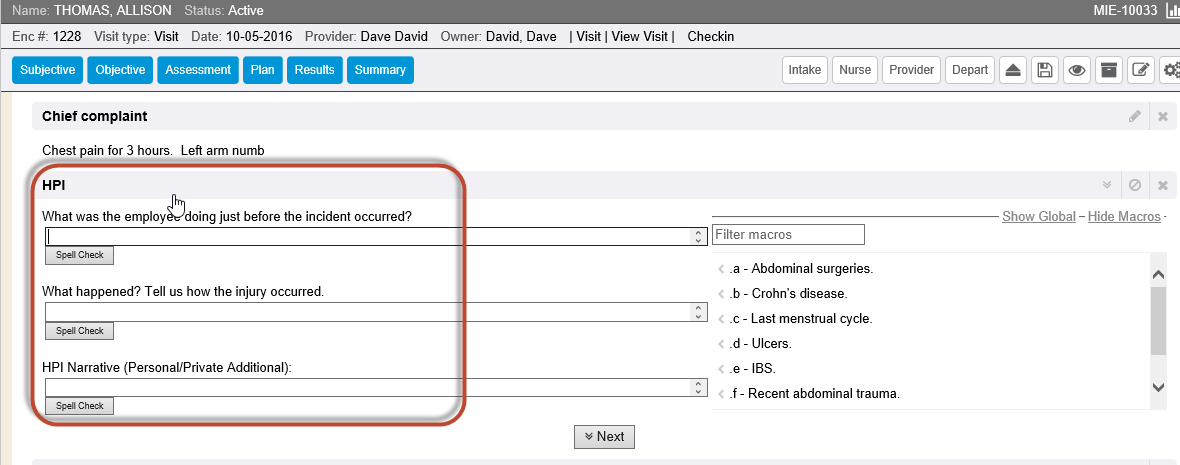 Name: THOMAS, ALLISON Status: Active MIE-10033
Enc #: 1228 Visit type: Visit Date: 10-05-2016 Provider: Dave David Owner: David, Dave | Visit | View Visit | Checkin
Subjective Objective Assessment Plan Results Summary Intake Nurse Provider Depart
Chief complaint
Chest pain for 3 hours. Left arm numb
HPI
What was the employee doing just before the incident occurred?
Show Global – Hide Macros -
Filter macros
Spell Check
.a - Abdominal surgeries.
What happened? Tell us how the injury occurred.
.b - Crohn's disease.
.c - Last menstrual cycle.
Spell Check
.d - Ulcers.
HPI Narrative (Personal/Private Additional):
.e - IBS.
.f - Recent abdominal trauma.
Spell Check
Next